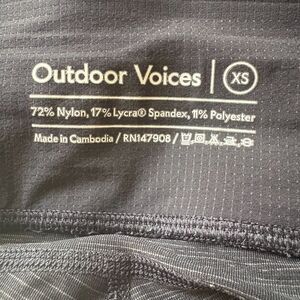 Outdoor Voices | XS
72% Nylon, 17% Lycra® Spandex, 11% Polyester
Made in Cambodia / RN147908 /